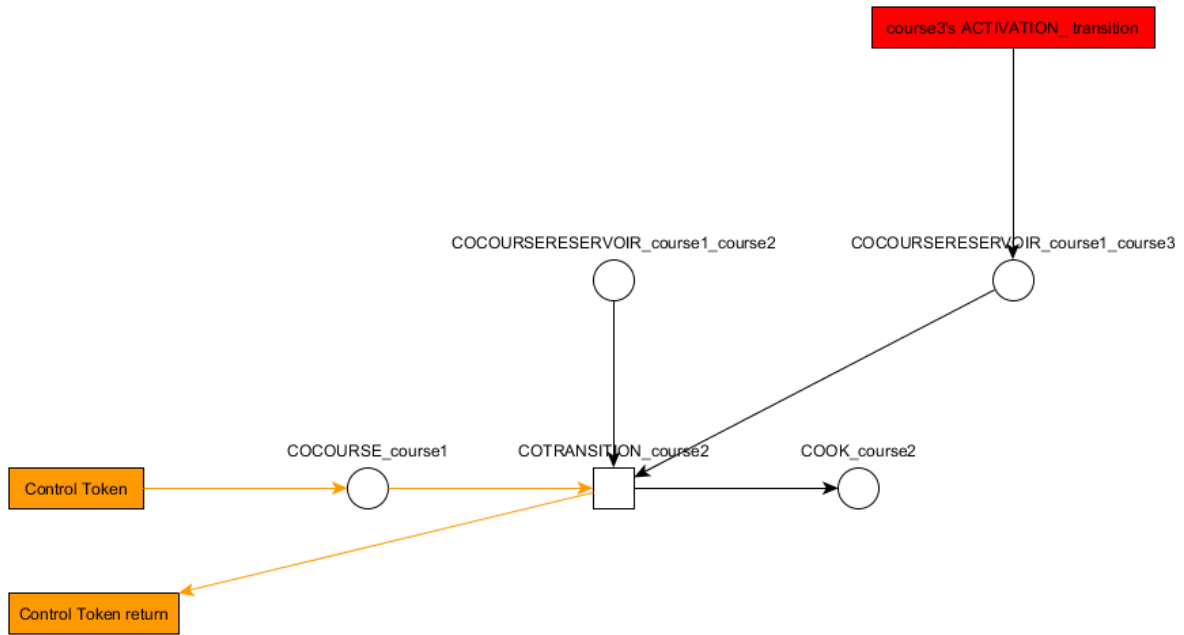 course3's ACTIVATION_ transition
COCOURSERESERVOIR_course1_course2
COCOURSERESERVOIR_course1_course3
COCOURSE_course1
COTRANSITION_course2
COOK_course2
Control Token
Control Token return